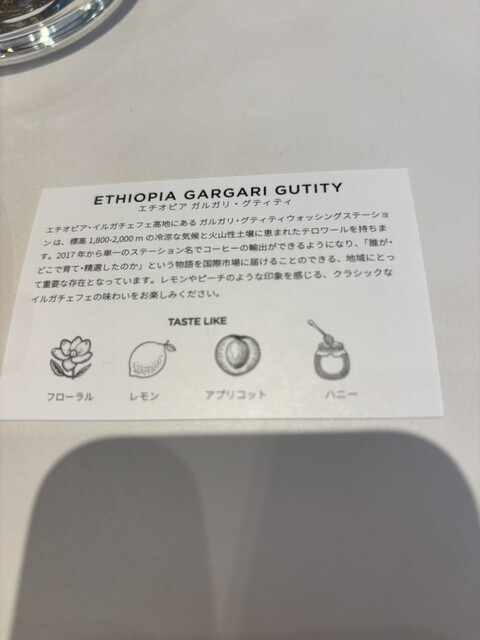 ETHIOPIA GARGARI GUTITY
エチオピア ガルガリ・グティティ
エチオピア・イルガチェフェ高地にある ガルガリ・グティティウォッシングステーショ
ンは、標高 1,800-2,000 m の冷涼な気候と火山性土壌に恵まれたテロワールを持ちま
す。2017 年から単一のステーション名でコーヒーの輸出ができるようになり、「誰が・
どこで育て・精選したのか」という物語を国際市場に届けることのできる、地域にとっ
て重要な存在となっています。レモンやピーチのような印象を感じる、クラシックな
イルガチェフェの味わいをお楽しみください。
TASTE LIKE
フローラル レモン アプリコット ハニー